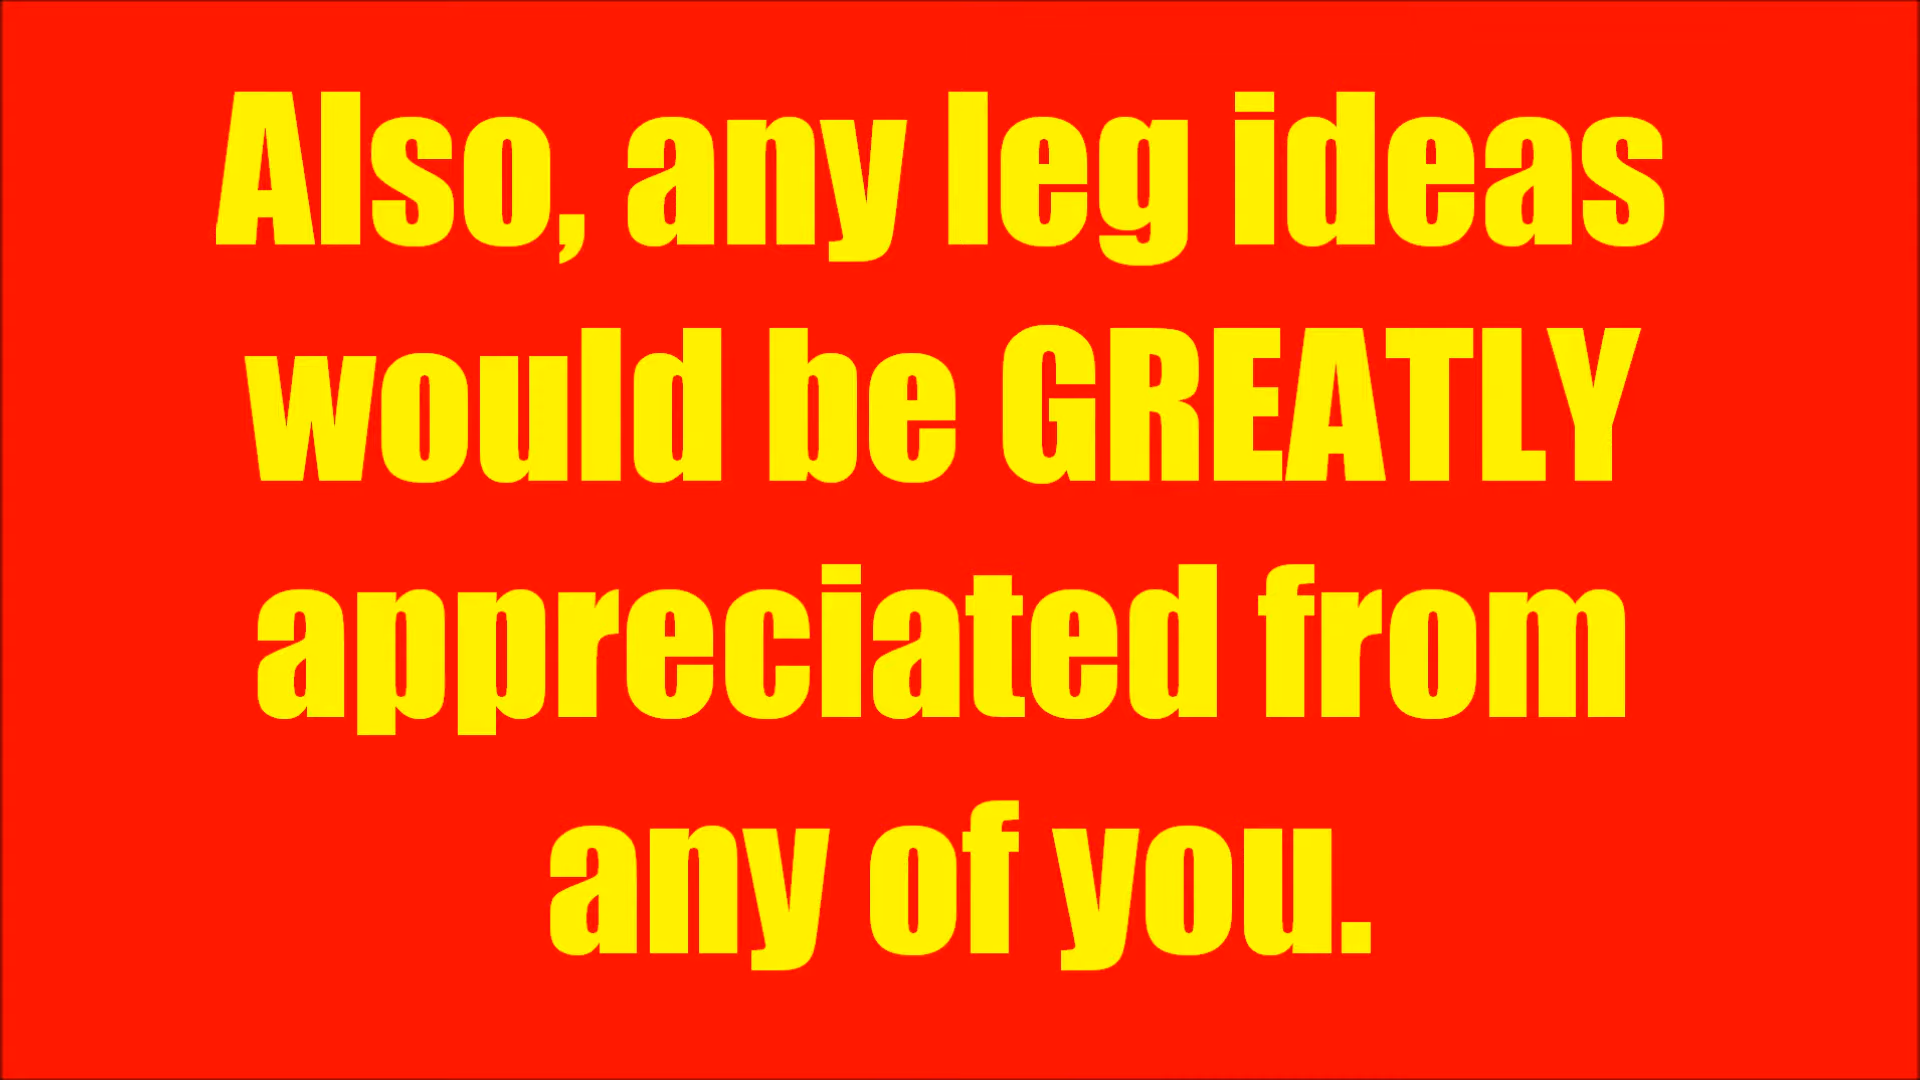 Also, any leg ideas
would be GREATLY
appreciated from
any of you.